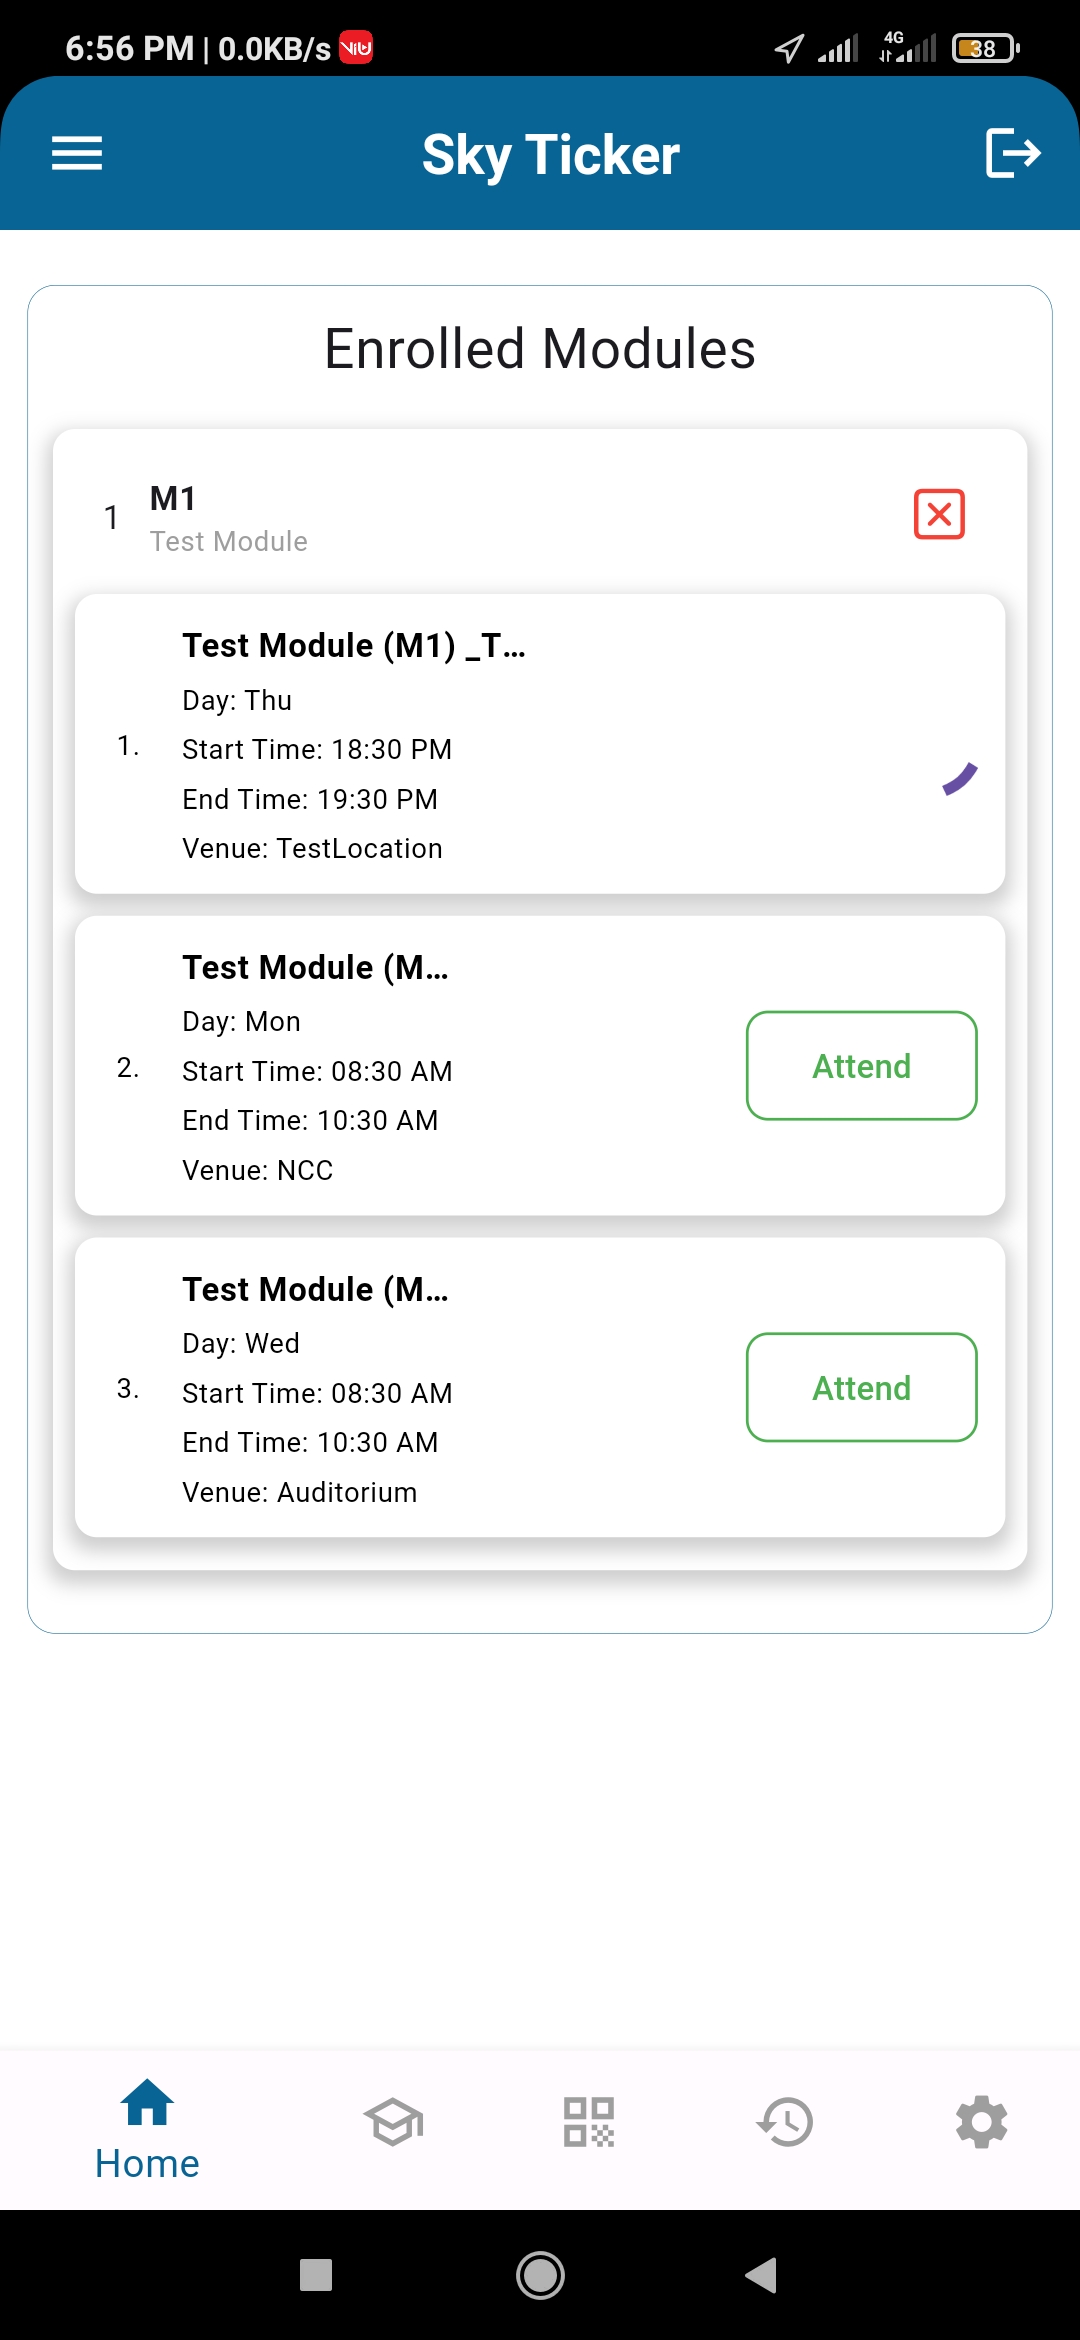 6:56 PM | 0.0KB/s viu 4G 38
Sky Ticker
Enrolled Modules
1
M1
Test Module
Test Module (M1) _T...
Day: Thu
1.
Start Time: 18:30 PM
End Time: 19:30 PM
Venue: TestLocation
Test Module (M...
Day: Mon
2.
Start Time: 08:30 AM
Attend
End Time: 10:30 AM
Venue: NCC
Test Module (M...
Day: Wed
3.
Start Time: 08:30 AM
Attend
End Time: 10:30 AM
Venue: Auditorium
Home